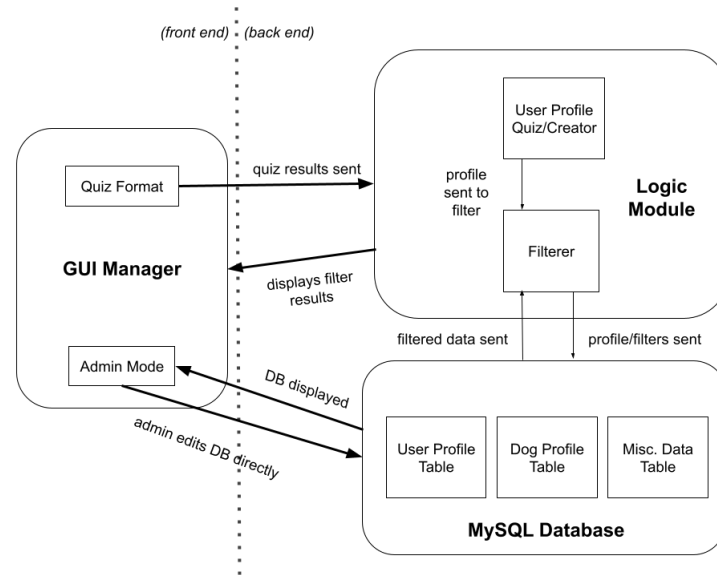 (front end)
(back end)
User Profile
Quiz/Creator
quiz results sent
Quiz Format
profile
sent to
filter
Logic
Module
GUI Manager
Filterer
displays filter
results
filtered data sent
profile/filters sent
Admin Mode
DB displayed
admin edits DB directly
User Profile
Table
Dog Profile
Table
Misc. Data
Table
MySQL Database